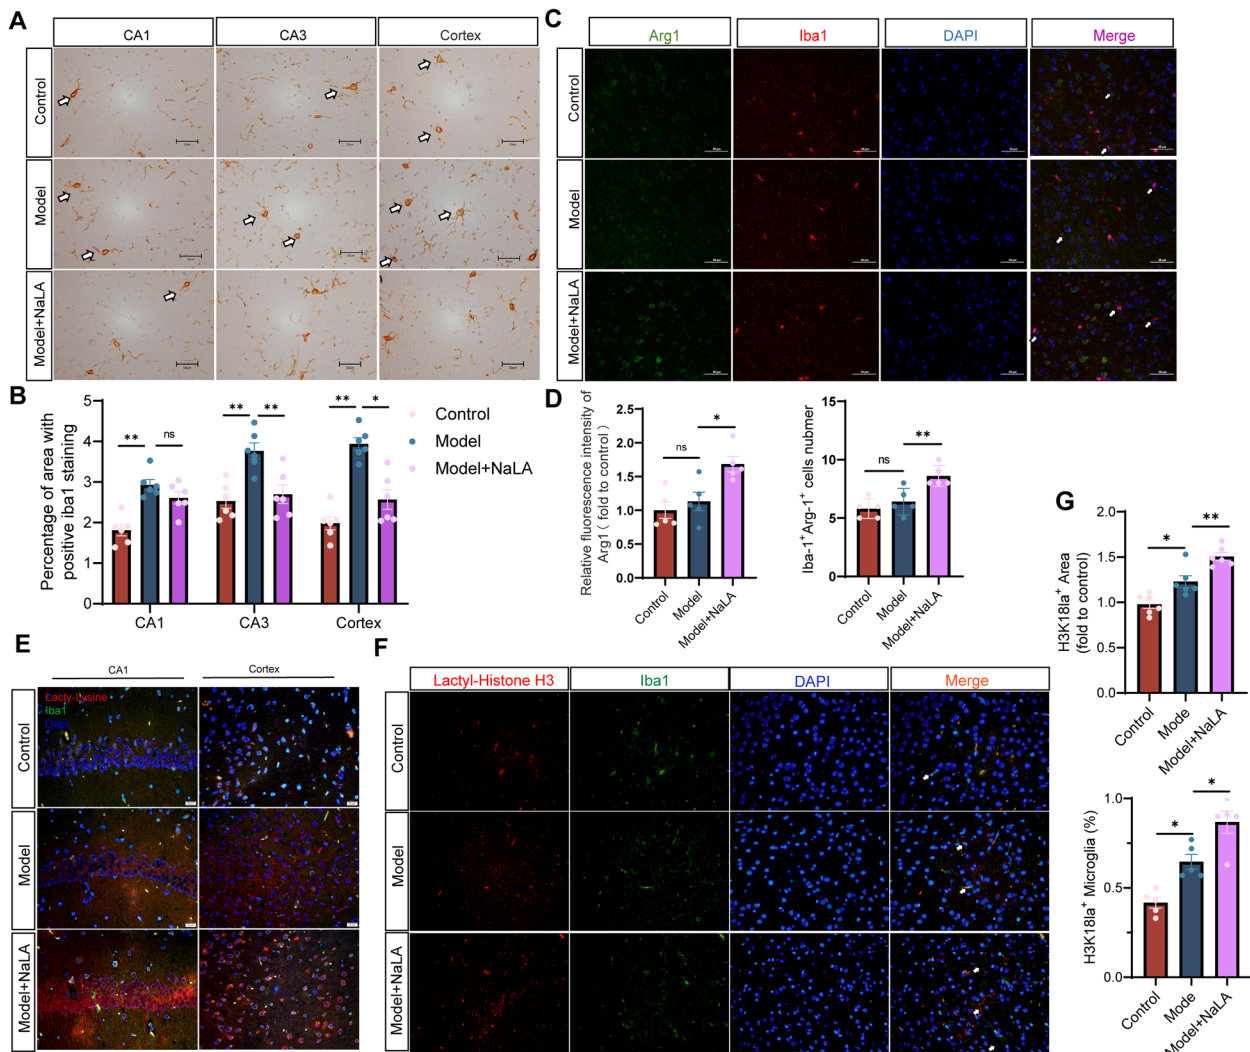 A
CA1
CA3
Cortex
Control
Model
Model+NaLA
B
Percentage of area with
positive iba1 staining
5
4
3
2
1
0
**
ns
**
**
**
*
CA1
CA3
Cortex
Control
Model
Model+NaLA
C
Arg1
Iba1
DAPI
Merge
Control
Model
Model+NaLA
D
Relative fluorescence intensity of
Arg1 ( fold to control )
2.5
2.0
1.5
1.0
0.5
0.0
ns
*
Control
Model
Model+NaLA
Iba-1+Arg-1+ cells nubmer
15
10
5
0
ns
**
Control
Model
Model+NaLA
E
CA1
Cortex
Lacty-Lysine
Iba1
Dapi
Control
Model
Model+NaLA
F
Lactyl-Histone H3
Iba1
DAPI
Merge
Control
Model
Model+NaLA
G
H3K18la+ Area
(fold to control)
2.0
1.5
1.0
0.5
0.0
*
**
Control
Mode
Model+NaLA
H3K18la+ Microglia (%)
1.0
0.5
0.0
*
*
Control
Mode
Model+NaLA